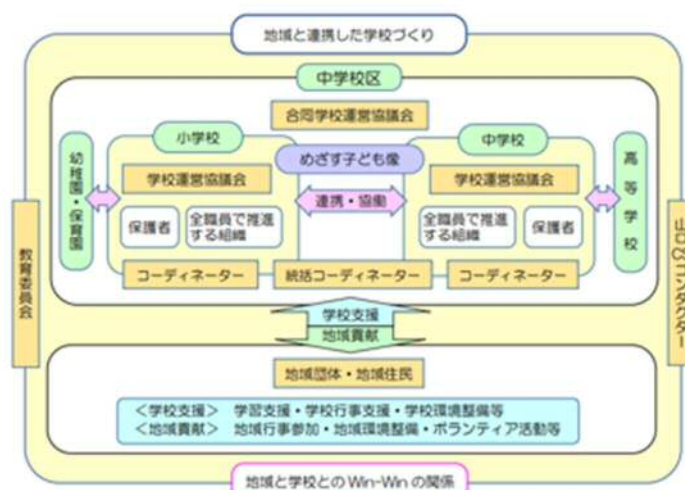 地域と連携した学校づくり
中学校区
合同学校運営協議会
小学校
中学校
めざす子ども像
幼稚園・保育園
高等学校
学校運営協議会
学校運営協議会
連携・協働
保護者
全職員で推進
する組織
全職員で推進
する組織
保護者
コーディネーター
統括コーディネーター
コーディネーター
教育委員会
山口CSコンダクター
学校支援
地域貢献
地域団体・地域住民
<学校支援> 学習支援・学校行事支援・学校環境整備等
<地域貢献> 地域行事参加・地域環境整備・ボランティア活動等
地域と学校とのWin-Winの関係